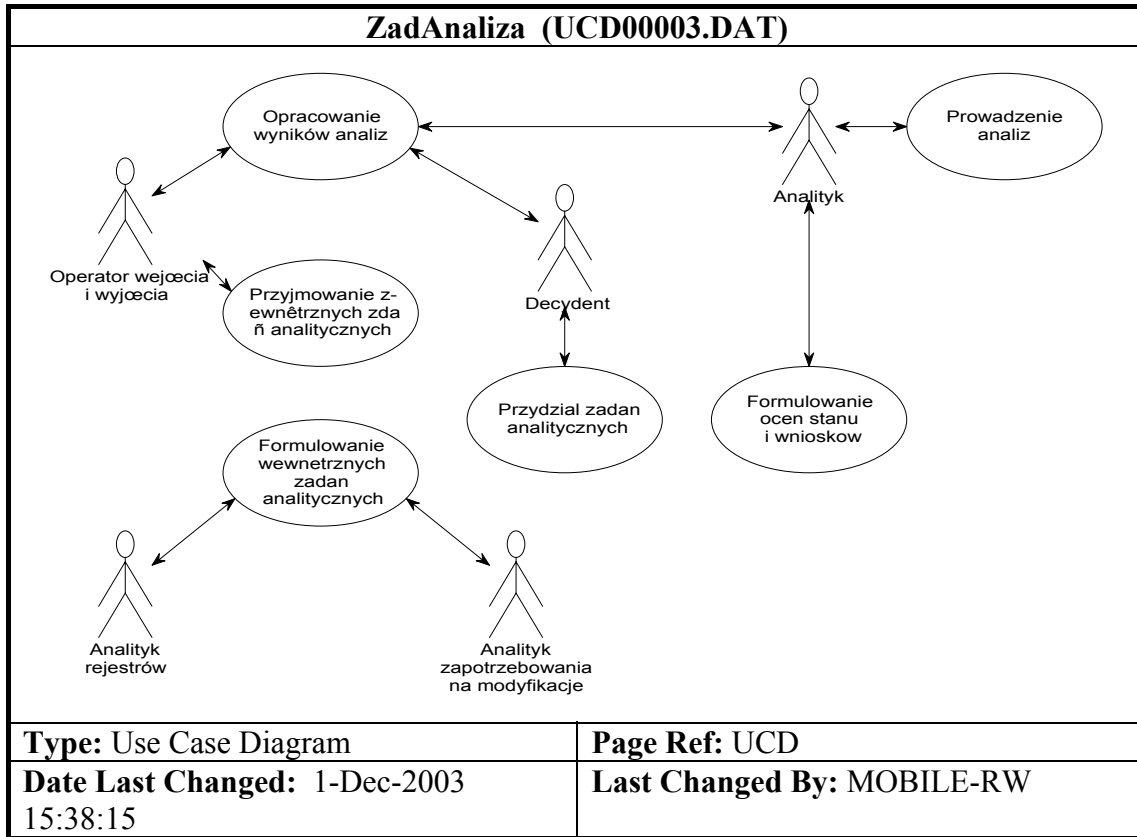 ZadAnaliza (UCD00003.DAT)
Opracowanie
wyników analiz
Prowadzenie
analiz
Analityk
Operator wejœcia
i wyjœcia
Przyjmowanie z-
ewnêtrznych zda
ñ analitycznych
Decydent
Przydzial zadan
analitycznych
Formulowanie
ocen stanu
i wnioskow
Formulowanie
wewnetrznych
zadan
analitycznych
Analityk
rejestrów
Analityk
zapotrzebowania
na modyfikacje
Type: Use Case Diagram
Page Ref: UCD
Date Last Changed: 1-Dec-2003
15:38:15
Last Changed By: MOBILE-RW